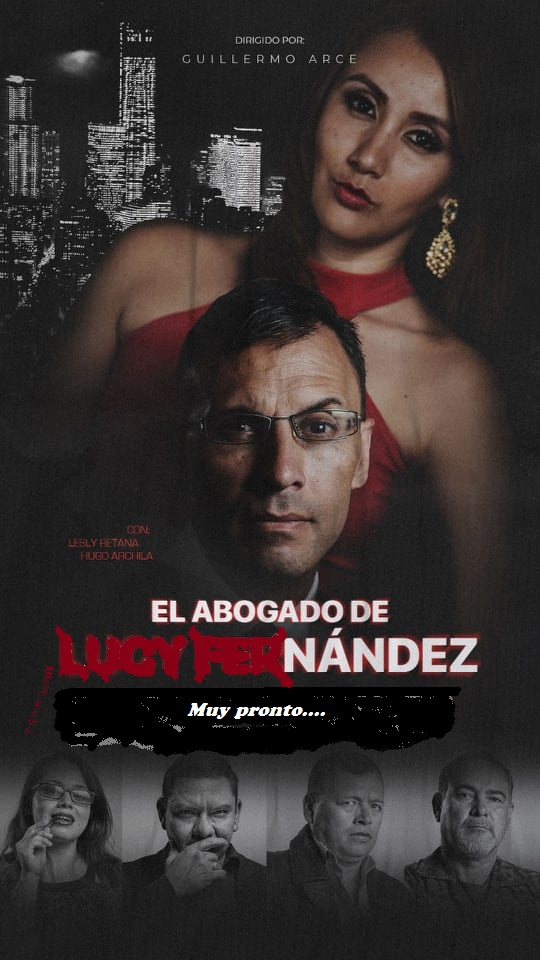 DIRIGIDO POR:
GUILLERMO ARCE
CON:
LESLY RETANA
HUGO ARCHILA
EL ABOGADO DE
LUCY FERNÁNDEZ
Muy pronto....